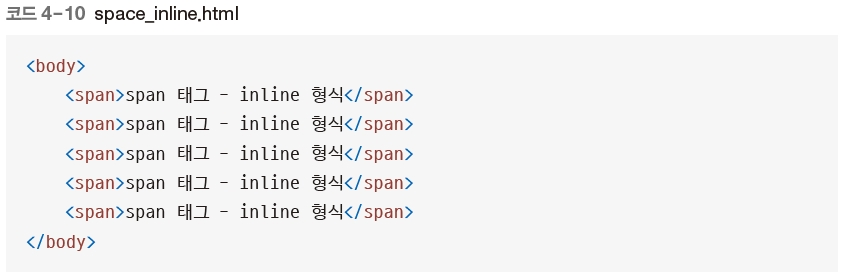 코드 4-10 space_inline.html
<body>
<span>span 태그 - inline 형식</span>
<span>span 태그 - inline 형식</span>
<span>span 태그 - inline 형식</span>
<span>span 태그 - inline 형식</span>
<span>span 태그 - inline 형식</span>
</body>